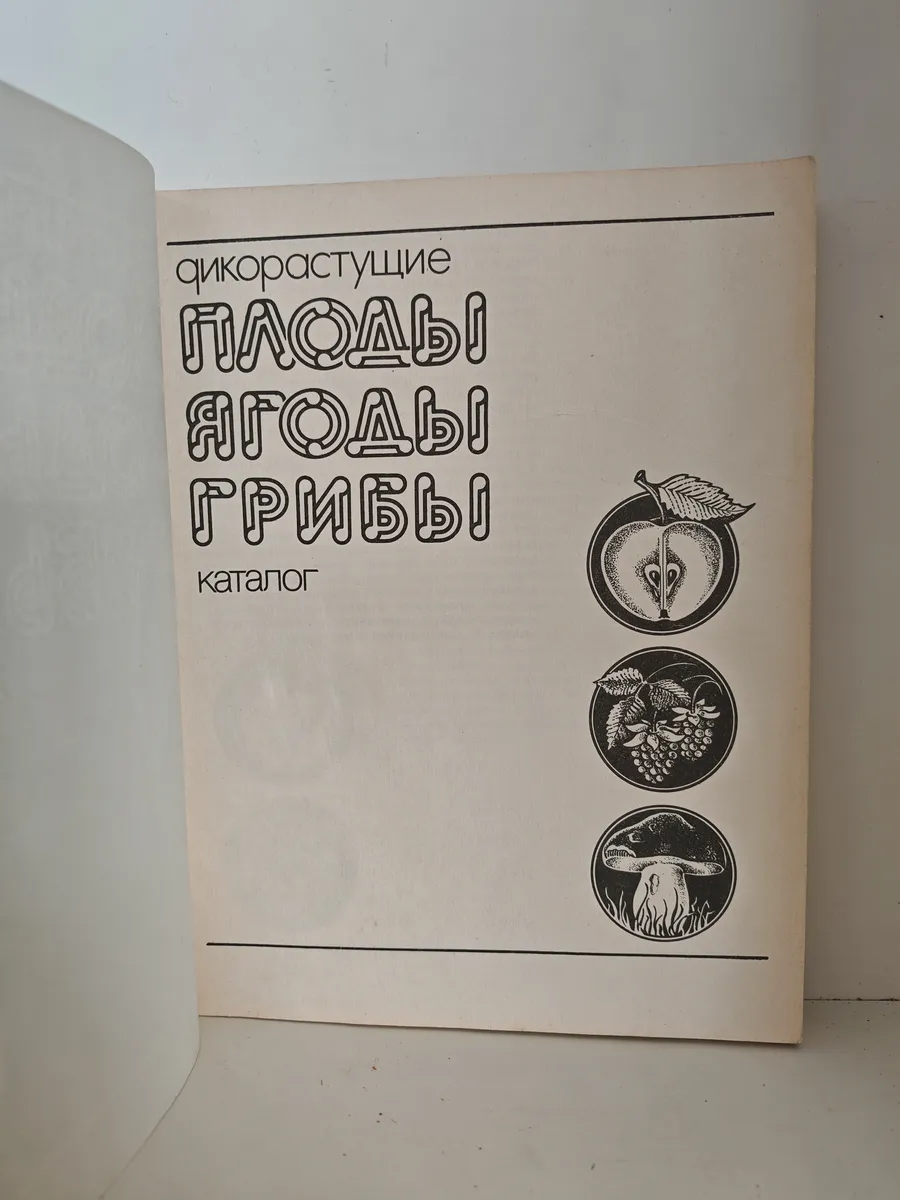 дикорастущие
ПЛОДЫ
ЯГОДЫ
ГРИБЫ
каталог